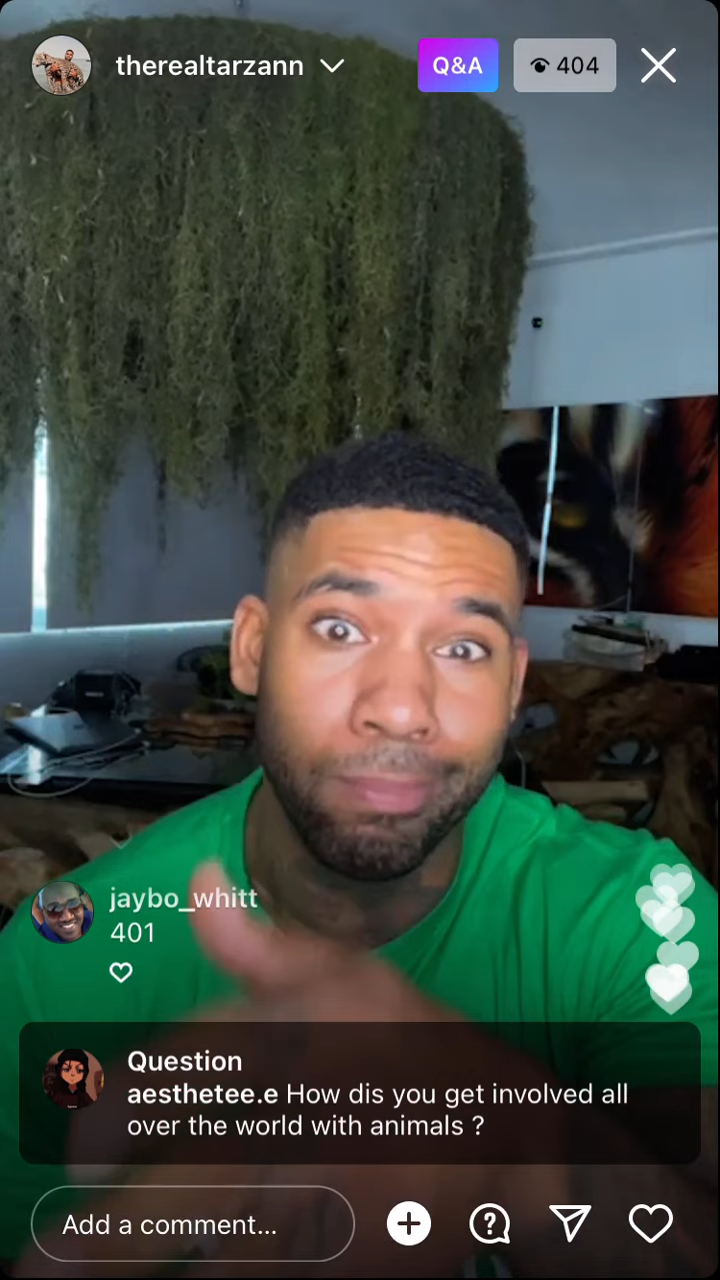 therealtarzann
Q&A
404
jaybo_whitt
401
Question
aesthetee.e How dis you get involved all
over the world with animals ?
Add a comment...